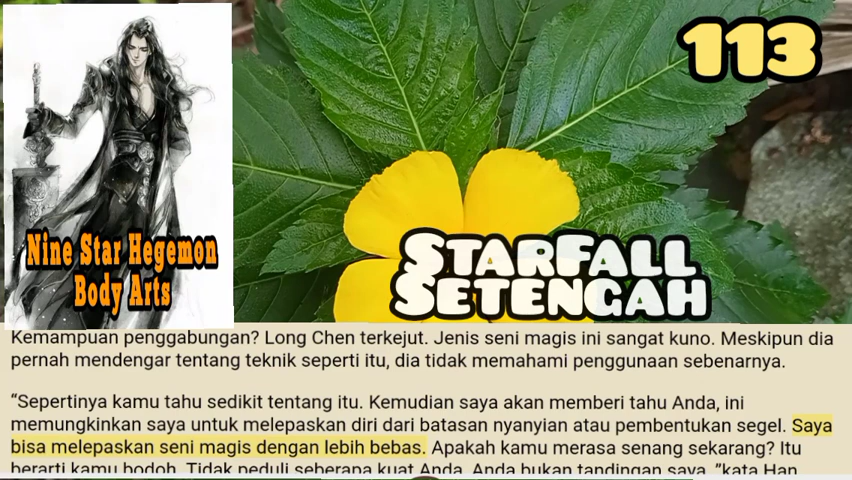 113
Nine Star Hegemon
Body Arts
StarFall
Setengah
Kemampuan penggabungan? Long Chen terkejut. Jenis seni magis ini sangat kuno. Meskipun dia
pernah mendengar tentang teknik seperti itu, dia tidak memahami penggunaan sebenarnya.
“Sepertinya kamu tahu sedikit tentang itu. Kemudian saya akan memberi tahu Anda, ini
memungkinkan saya untuk melepaskan diri dari batasan nyanyian atau pembentukan segel. Saya
bisa melepaskan seni magis dengan lebih bebas. Apakah kamu merasa senang sekarang? Itu
berarti kamu bodoh. Tidak peduli seberapa kuat Anda, Anda bukan tandingan saya, ”kata Han